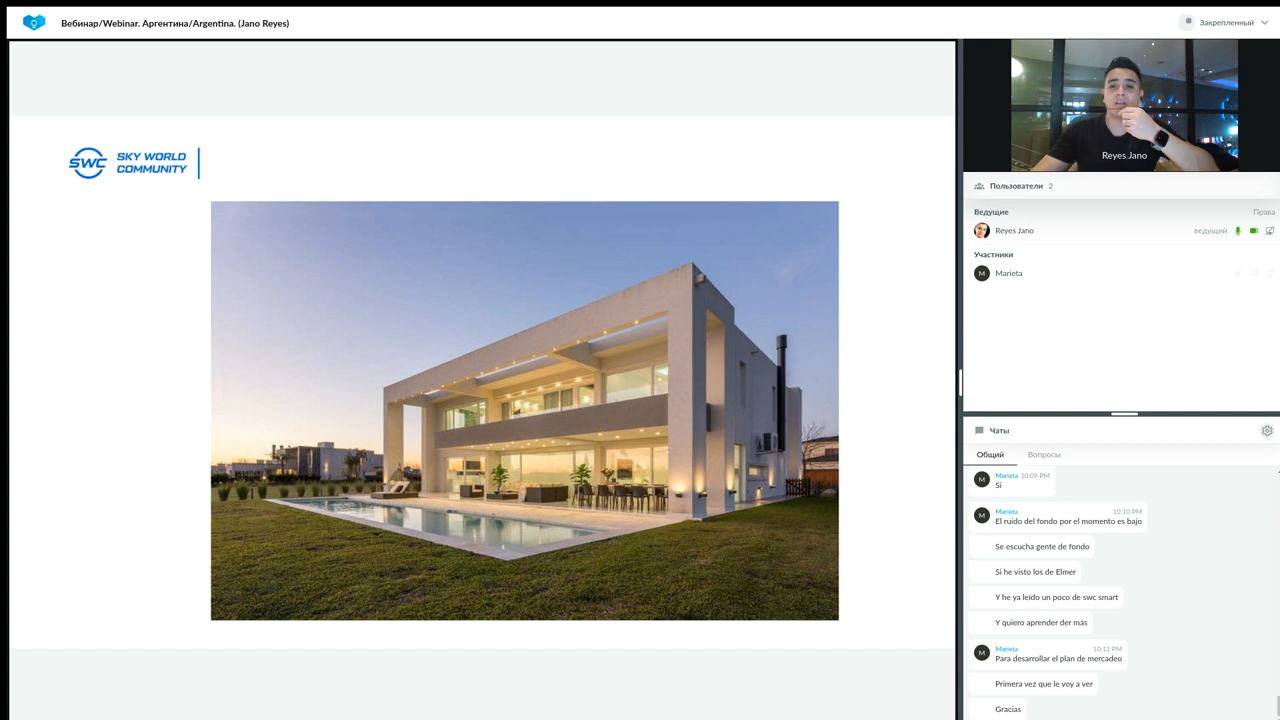 Вебинар/Webinar. Аргентина/Argentina. (Jano Reyes)
Закрепленный
SWC
SKY WORLD
COMMUNITY
Reyes Jano
Пользователи 2
Ведущие Права
Reyes Jano ведущий
Участники
M Marieta
Чаты
Общий Вопросы
M Marieta 10:09 PM
Si
M Marieta 10:10 PM
El ruido del fondo por el momento es bajo
Se escucha gente de fondo
Si he visto los de Elmer
Y he ya leído un poco de swc smart
Y quiero aprender der más
M Marieta 10:11 PM
Para desarrollar el plan de mercadeo
Primera vez que le voy a ver
Gracias